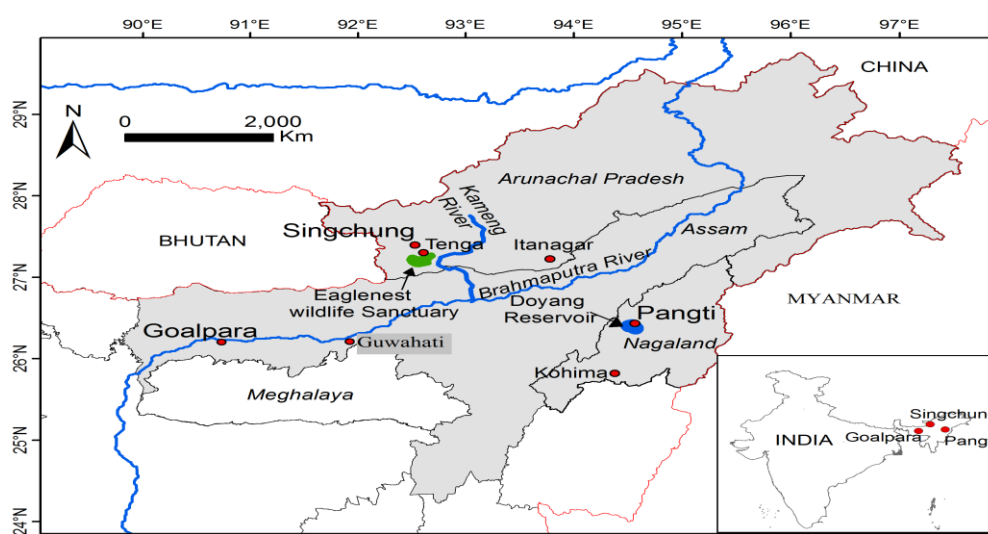 90°E 91°E 92°E 93°E 94°E 95°E 96°E 97°E
CHINA
29°N
N
0 2,000
Km
28°N
Arunachal Pradesh
Kameng
River
BHUTAN
Singchung
Tenga
Itanagar
Assam
27°N
Brahmaputra River
Eaglenest
wildlife Sanctuary
Doyang
Reservoir
MYANMAR
Pangti
Goalpara
Guwahati
Nagaland
26°N
Kohima
Meghalaya
25°N
24°N
Singchun
INDIA
Goalpara
Pang